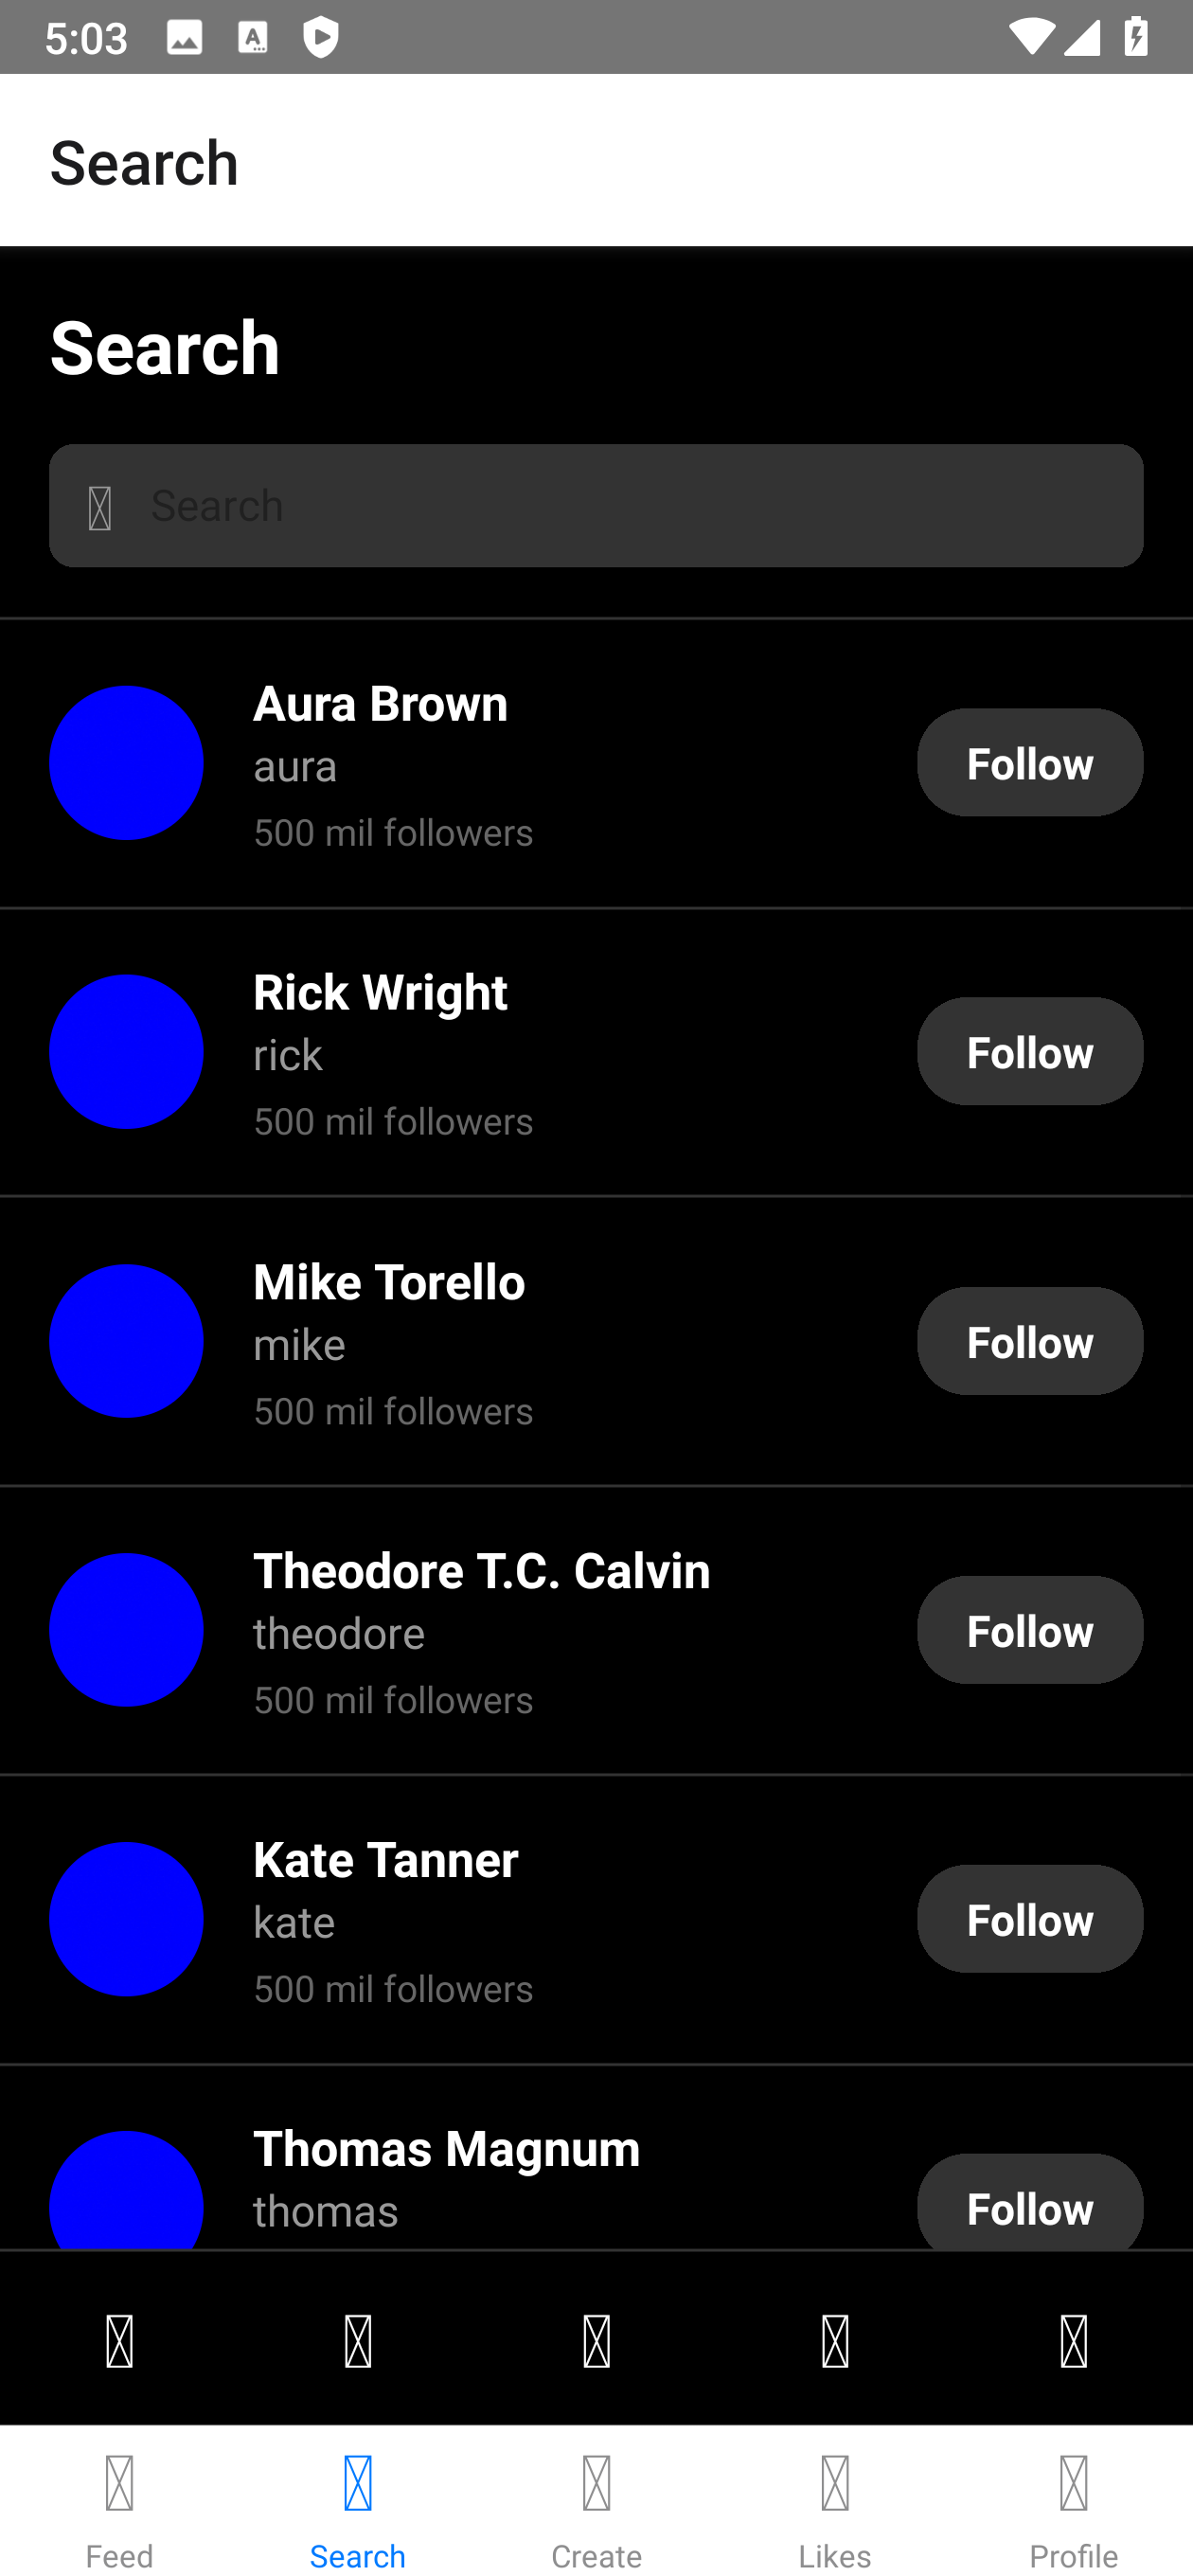 5:03
Search
Search
Search
Aura Brown
aura
500 mil followers
Follow
Rick Wright
rick
500 mil followers
Follow
Mike Torello
mike
500 mil followers
Follow
Theodore T.C. Calvin
theodore
500 mil followers
Follow
Kate Tanner
kate
500 mil followers
Follow
Thomas Magnum
thomas
Follow
Feed
Search
Create
Likes
Profile